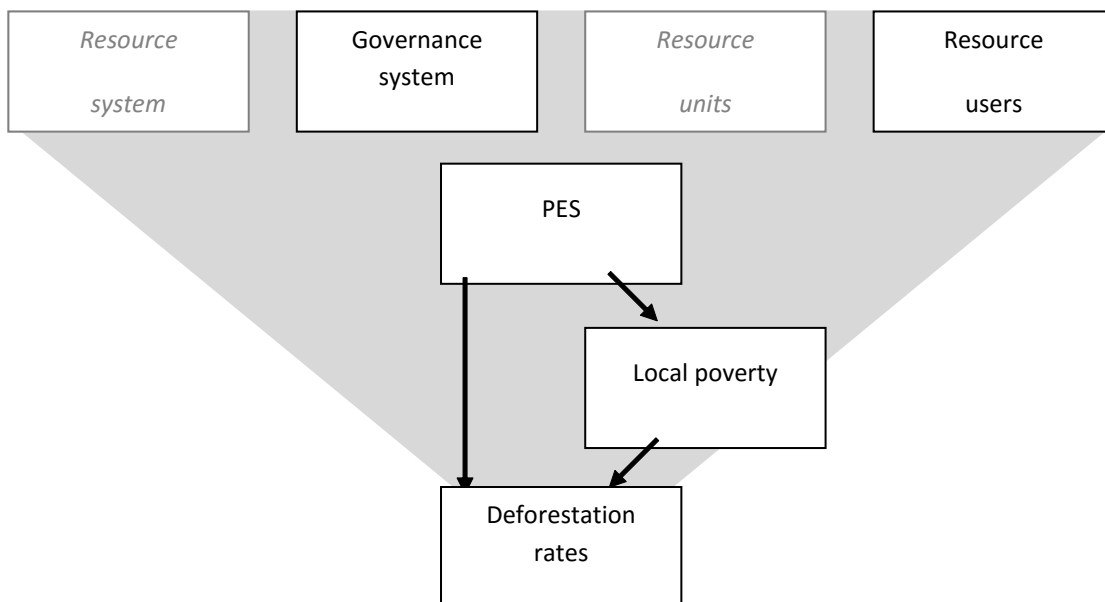 Resource
system
Governance
system
Resource
units
Resource
users
PES
Local poverty
Deforestation
rates